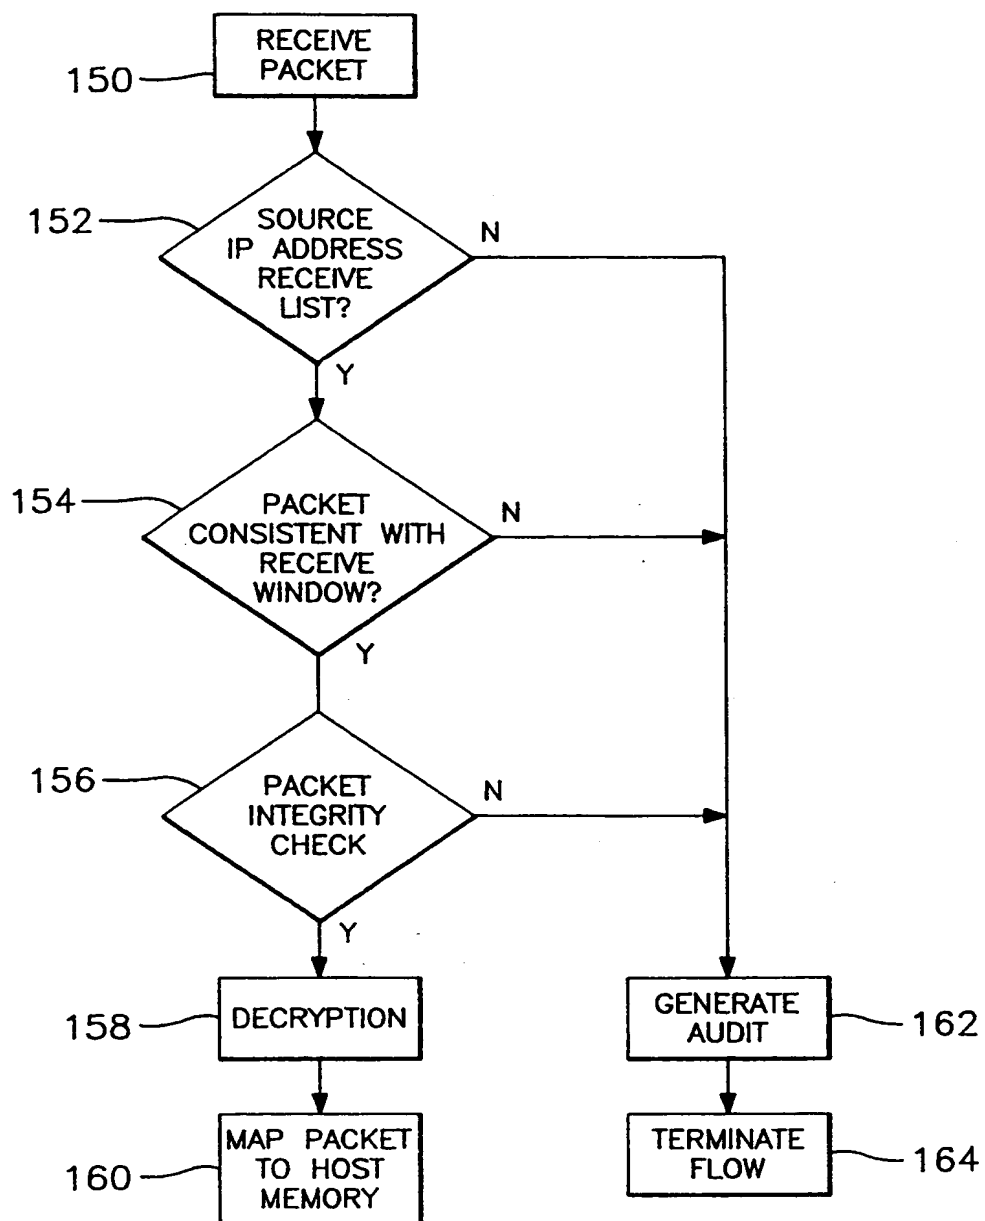 RECEIVE
PACKET
150
152
SOURCE
IP ADDRESS
RECEIVE
LIST?
N
Y
154
PACKET
CONSISTENT WITH
RECEIVE
WINDOW?
N
Y
156
PACKET
INTEGRITY
CHECK
N
Y
158
DECRYPTION
GENERATE
AUDIT
162
160
MAP PACKET
TO HOST
MEMORY
TERMINATE
FLOW
164